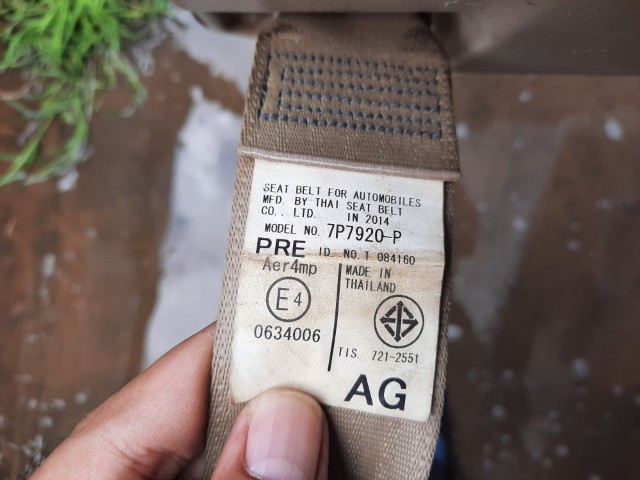 SEAT BELT FOR AUTOMOBILES
MFD. BY THAI SEAT BELT
CO., LTD. IN 2014
MODEL NO. 7P7920-P
PRE ID. NO. T 084160
Aer4mp
E4
0634006
MADE IN
THAILAND
TIS. 721-2551
AG